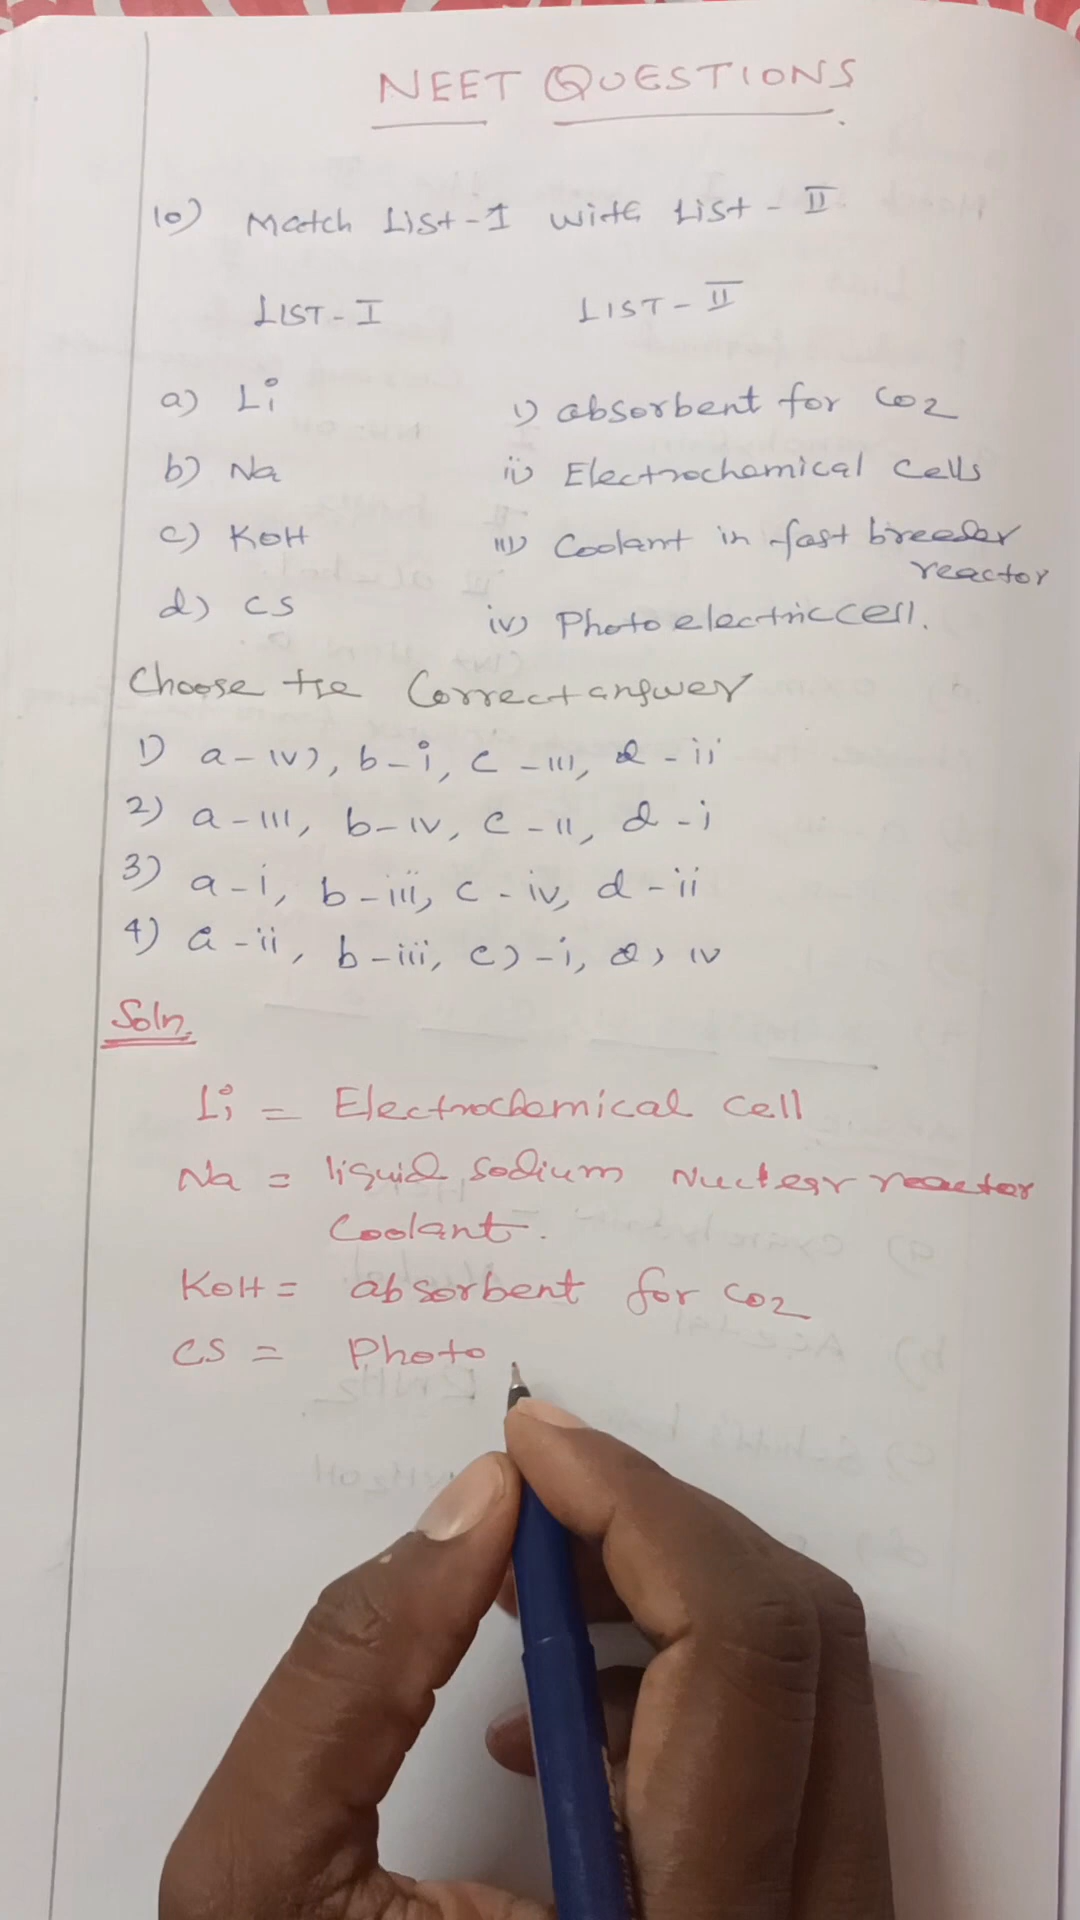 NEET QUESTIONS
10) Match List-I with List-II
LIST-I LIST-II
a) Li i) absorbent for CO2
b) Na ii) Electrochemical cells
c) KOH iii) Coolant in fast breeder reactor
d) CS iv) Photo electric cell.
Choose the Correct answer
1) a-iv), b-i, c-iii, d-ii
2) a-iii, b-iv, c-ii, d-i
3) a-i, b-iii, c-iv, d-ii
4) a-ii, b-iii, c)-i, d) iv
Soln.
Li = Electrochemical cell
Na = liquid sodium Nuclear reactor
Coolant.
KOH = absorbent for CO2
CS = Photo